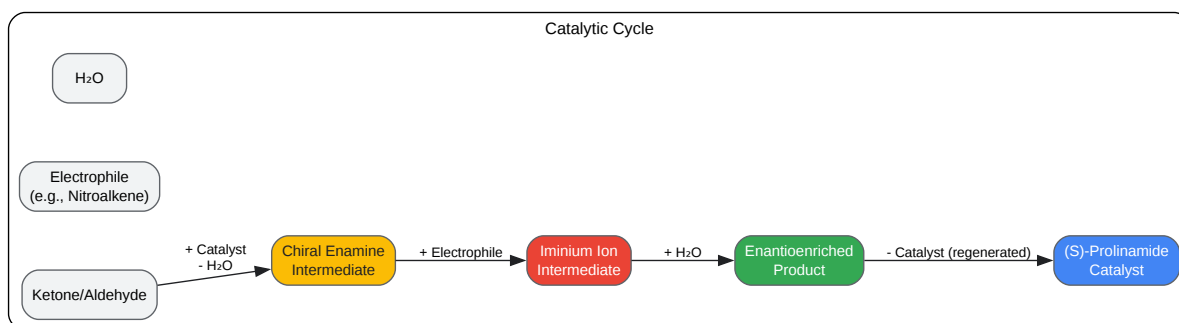 Catalytic Cycle
H₂O
Electrophile
(e.g., Nitroalkene)
Ketone/Aldehyde
+ Catalyst
- H₂O
Chiral Enamine
Intermediate
+ Electrophile
Iminium Ion
Intermediate
+ H₂O
Enantioenriched
Product
- Catalyst (regenerated)
(S)-Prolinamide
Catalyst